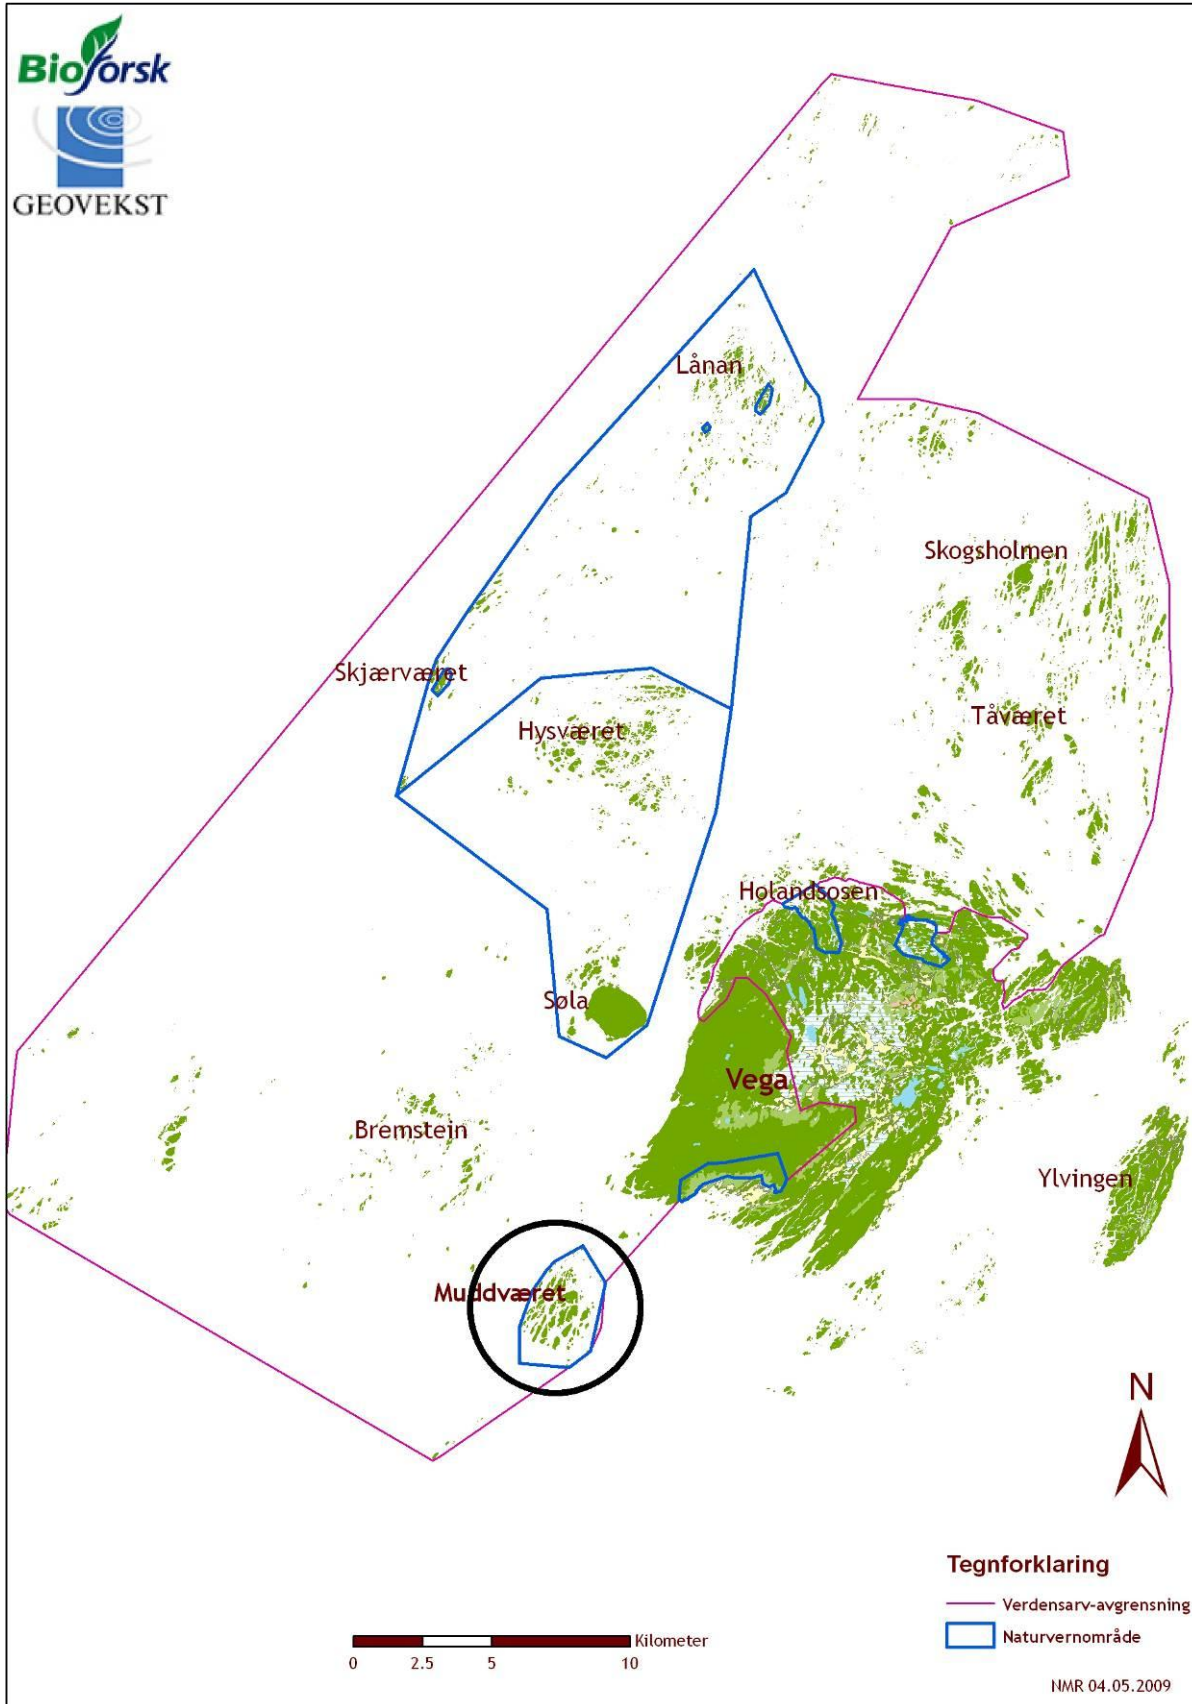 Bioforsk
GEOVEKST
Lånan
Skogsholmen
Skjærværet
Tåværet
Hysværet
Holandsosen
Søla
Vega
Bremstein
Ylvingen
Muddværet
N
Tegnforklaring
Verdensarv-avgrensning
Naturvernområde
Kilometer
0 2.5 5 10
NMR 04.05.2009